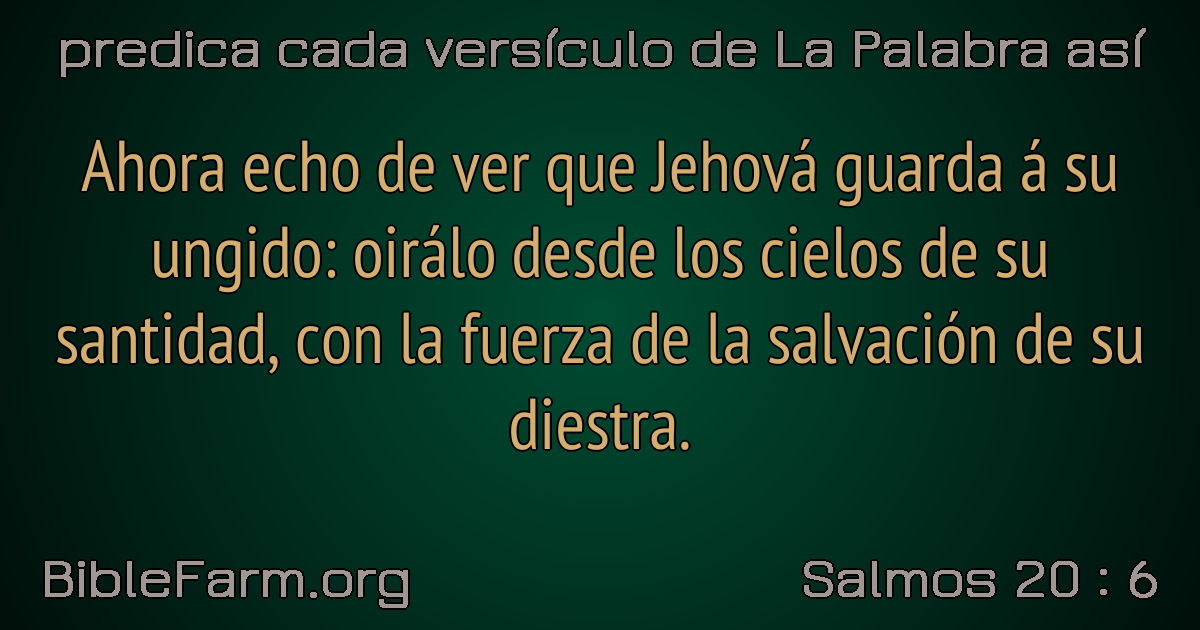 predica cada versículo de La Palabra así
Ahora echo de ver que Jehová guarda á su
ungido: oirálo desde los cielos de su
santidad, con la fuerza de la salvación de su
diestra.
BibleFarm.org
Salmos 20 : 6